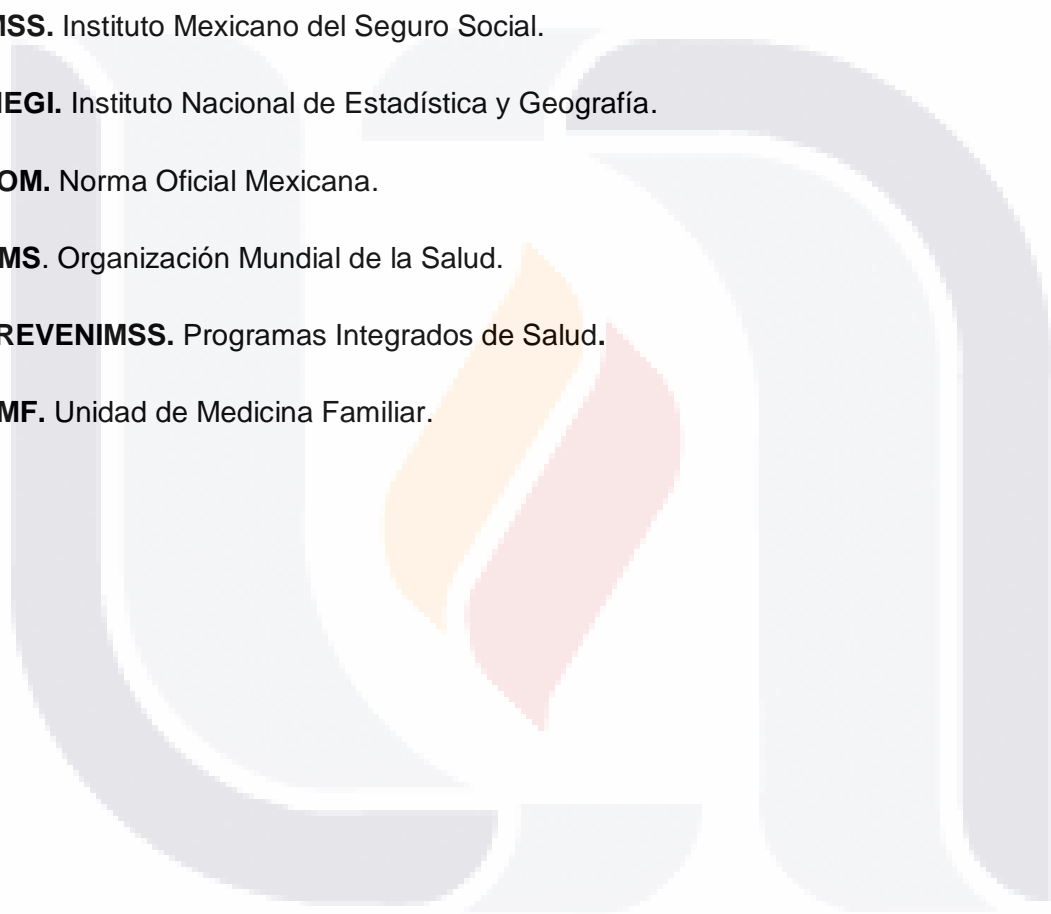 MSS. Instituto Mexicano del Seguro Social.
IEGI. Instituto Nacional de Estadística y Geografía.
OM. Norma Oficial Mexicana.
MS. Organización Mundial de la Salud.
REVENIMSS. Programas Integrados de Salud.
MF. Unidad de Medicina Familiar.